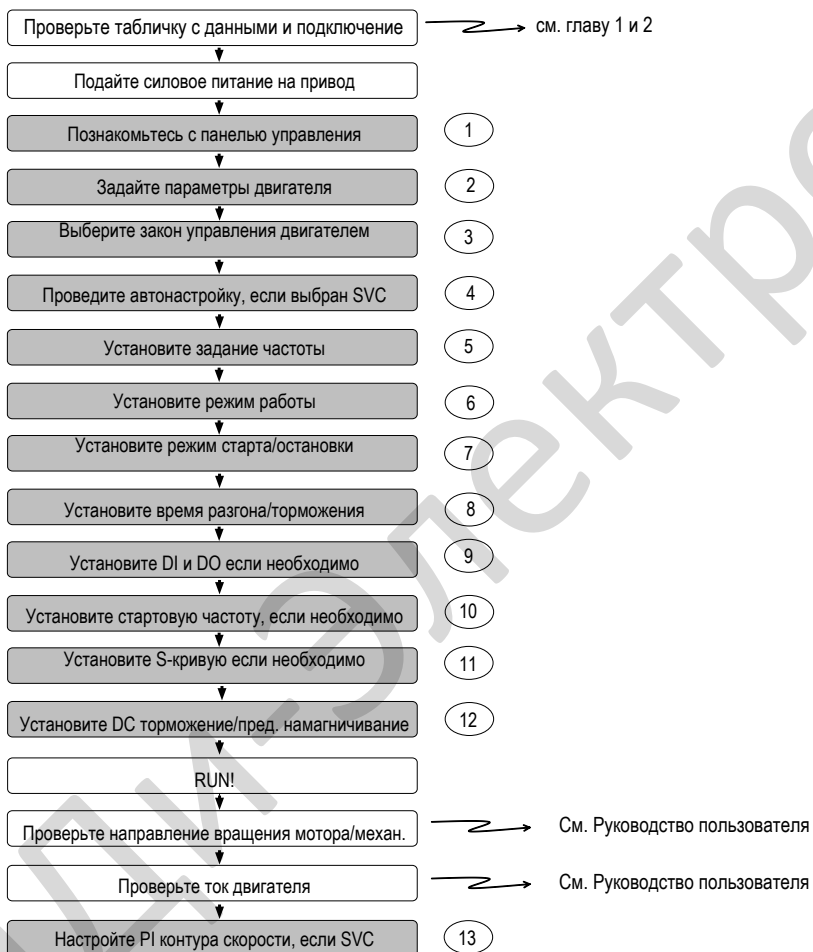 Проверьте табличку с данными и подключение
см. главу 1 и 2
Подайте силовое питание на привод
Познакомьтесь с панелью управления
1
Задайте параметры двигателя
2
Выберите закон управления двигателем
3
Проведите автонастройку, если выбран SVC
4
Установите задание частоты
5
Установите режим работы
6
Установите режим старта/остановки
7
Установите время разгона/торможения
8
Установите DI и DO если необходимо
9
Установите стартовую частоту, если необходимо
10
Установите S-кривую если необходимо
11
Установите DC торможение/пред. намагничивание
12
RUN!
Проверьте направление вращения мотора/механ.
См. Руководство пользователя
Проверьте ток двигателя
См. Руководство пользователя
Настройте PI контура скорости, если SVC
13